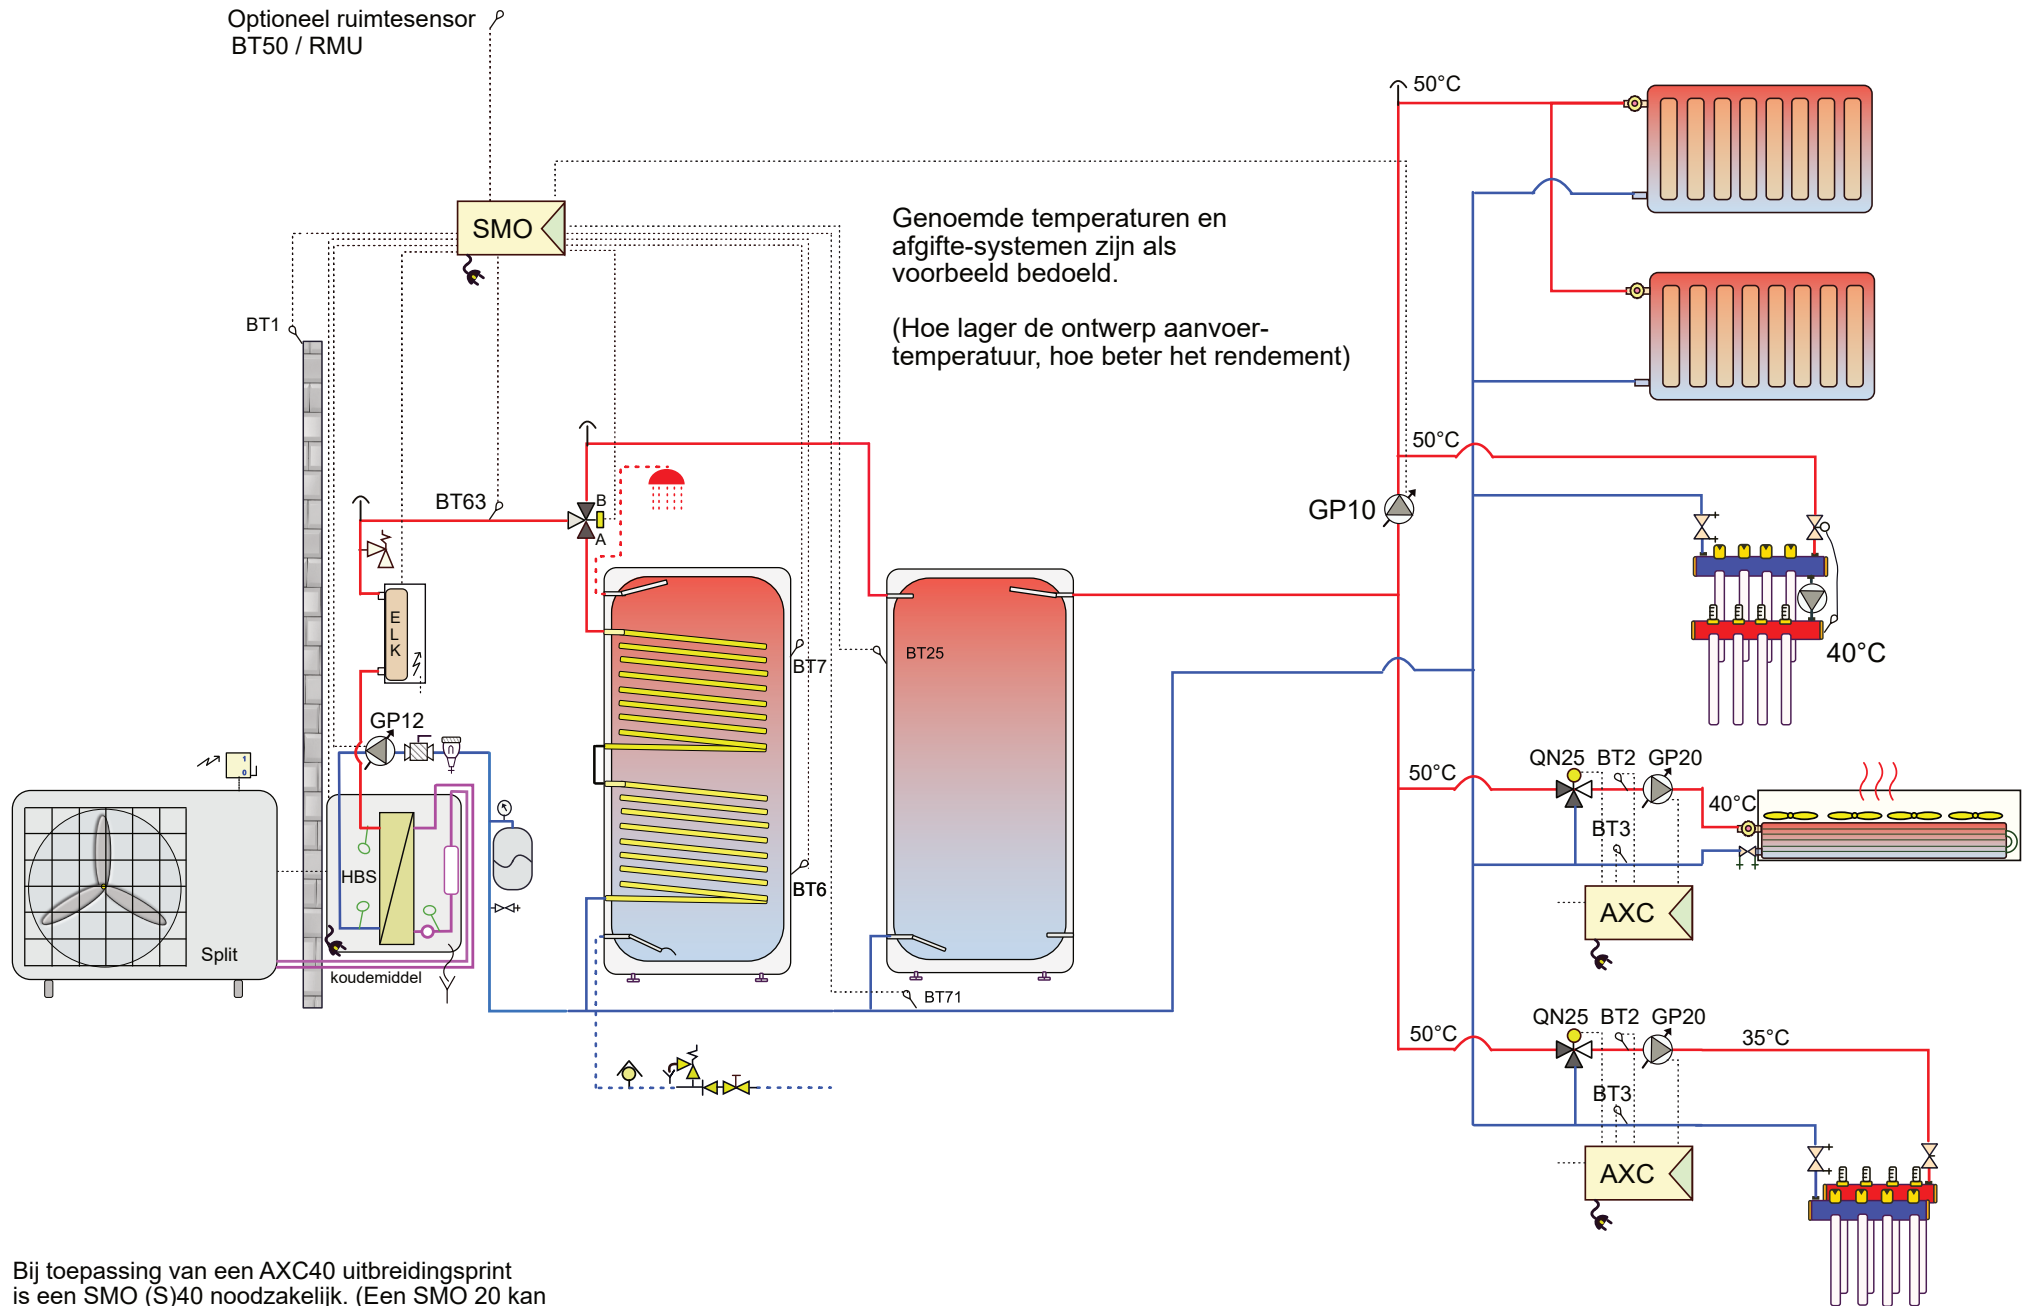 Optioneel ruimtesensor
BT50 / RMU
50°C
SMO
Genoemde temperaturen en
afgifte-systemen zijn als
voorbeeld bedoeld.
(Hoe lager de ontwerp aanvoer-
temperatuur, hoe beter het rendement)
BT1
50°C
BT63
B
A
GP10
E
L
K
BT7
BT25
40°C
GP12
QN25
BT2
GP20
50°C
40°C
1
0
BT3
HBS
BT6
AXC
Split
koudemiddel
BT71
QN25
BT2
GP20
50°C
35°C
BT3
AXC
Bij toepassing van een AXC40 uitbreidingsprint
is een SMO (S)40 noodzakelijk. (Een SMO 20 kan